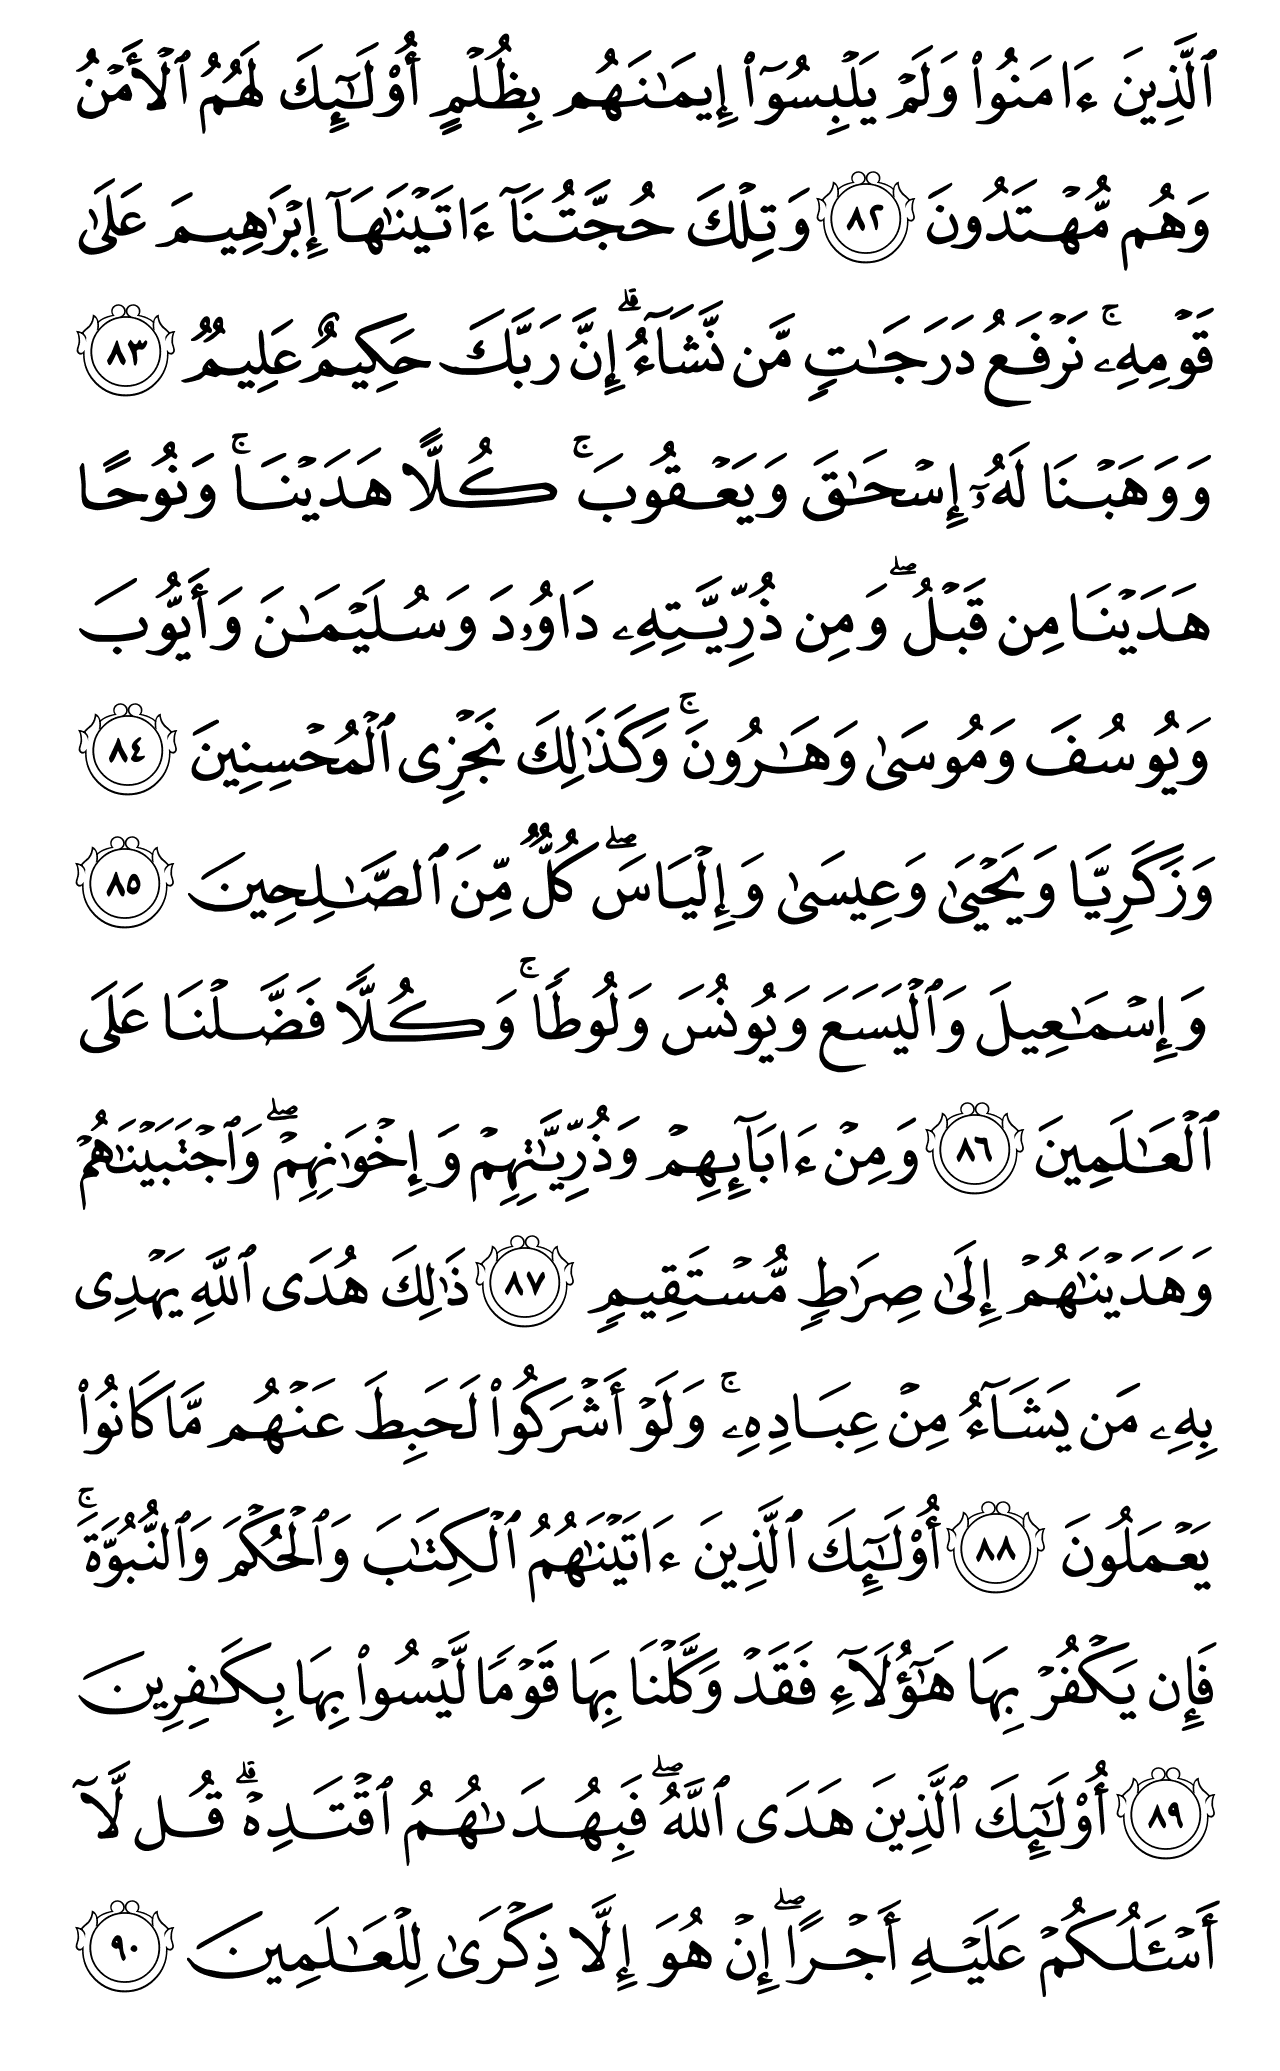 ٱلَّذِينَ ءَامَنُوا۟ وَلَمْ يَلْبِسُوٓا۟ إِيمَـٰنَهُم بِظُلْمٍ أُو۟لَـٰٓئِكَ لَهُمُ ٱلْأَمْنُ
وَهُم مُّهْتَدُونَ ٨٢ وَتِلْكَ حُجَّتُنَآ ءَاتَيْنَـٰهَآ إِبْرَٰهِيمَ عَلَىٰ
قَوْمِهِۦ ۚ نَرْفَعُ دَرَجَـٰتٍ مَّن نَّشَآءُ ۗ إِنَّ رَبَّكَ حَكِيمٌ عَلِيمٌ ٨٣
وَوَهَبْنَا لَهُۥٓ إِسْحَـٰقَ وَيَعْقُوبَ ۚ كُلًّا هَدَيْنَا ۚ وَنُوحًا
هَدَيْنَا مِن قَبْلُ ۖ وَمِن ذُرِّيَّتِهِۦ دَاوُۥدَ وَسُلَيْمَـٰنَ وَأَيُّوبَ
وَيُوسُفَ وَمُوسَىٰ وَهَـٰرُونَ ۚ وَكَذَٰلِكَ نَجْزِى ٱلْمُحْسِنِينَ ٨٤
وَزَكَرِيَّا وَيَحْيَىٰ وَعِيسَىٰ وَإِلْيَاسَ ۖ كُلٌّ مِّنَ ٱلصَّـٰلِحِينَ ٨٥
وَإِسْمَـٰعِيلَ وَٱلْيَسَعَ وَيُونُسَ وَلُوطًا ۚ وَكُلًّا فَضَّلْنَا عَلَى
ٱلْعَـٰلَمِينَ ٨٦ وَمِنْ ءَابَآئِهِمْ وَذُرِّيَّـٰتِهِمْ وَإِخْوَٰنِهِمْ ۖ وَٱجْتَبَيْنَـٰهُمْ
وَهَدَيْنَـٰهُمْ إِلَىٰ صِرَٰطٍ مُّسْتَقِيمٍ ٨٧ ذَٰلِكَ هُدَى ٱللَّهِ يَهْدِى
بِهِۦ مَن يَشَآءُ مِنْ عِبَادِهِۦ ۚ وَلَوْ أَشْرَكُوا۟ لَحَبِطَ عَنْهُم مَّا كَانُوا۟
يَعْمَلُونَ ٨٨ أُو۟لَـٰٓئِكَ ٱلَّذِينَ ءَاتَيْنَـٰهُمُ ٱلْكِتَـٰبَ وَٱلْحُكْمَ وَٱلنُّبُوَّةَ ۚ
فَإِن يَكْفُرْ بِهَا هَـٰٓؤُلَآءِ فَقَدْ وَكَّلْنَا بِهَا قَوْمًا لَّيْسُوا۟ بِهَا بِكَـٰفِرِينَ
٨٩ أُو۟لَـٰٓئِكَ ٱلَّذِينَ هَدَى ٱللَّهُ ۖ فَبِهُدَىٰهُمُ ٱقْتَدِهْ ۗ قُل لَّآ
أَسْـَٔلُكُمْ عَلَيْهِ أَجْرًا ۖ إِنْ هُوَ إِلَّا ذِكْرَىٰ لِلْعَـٰلَمِينَ ٩٠